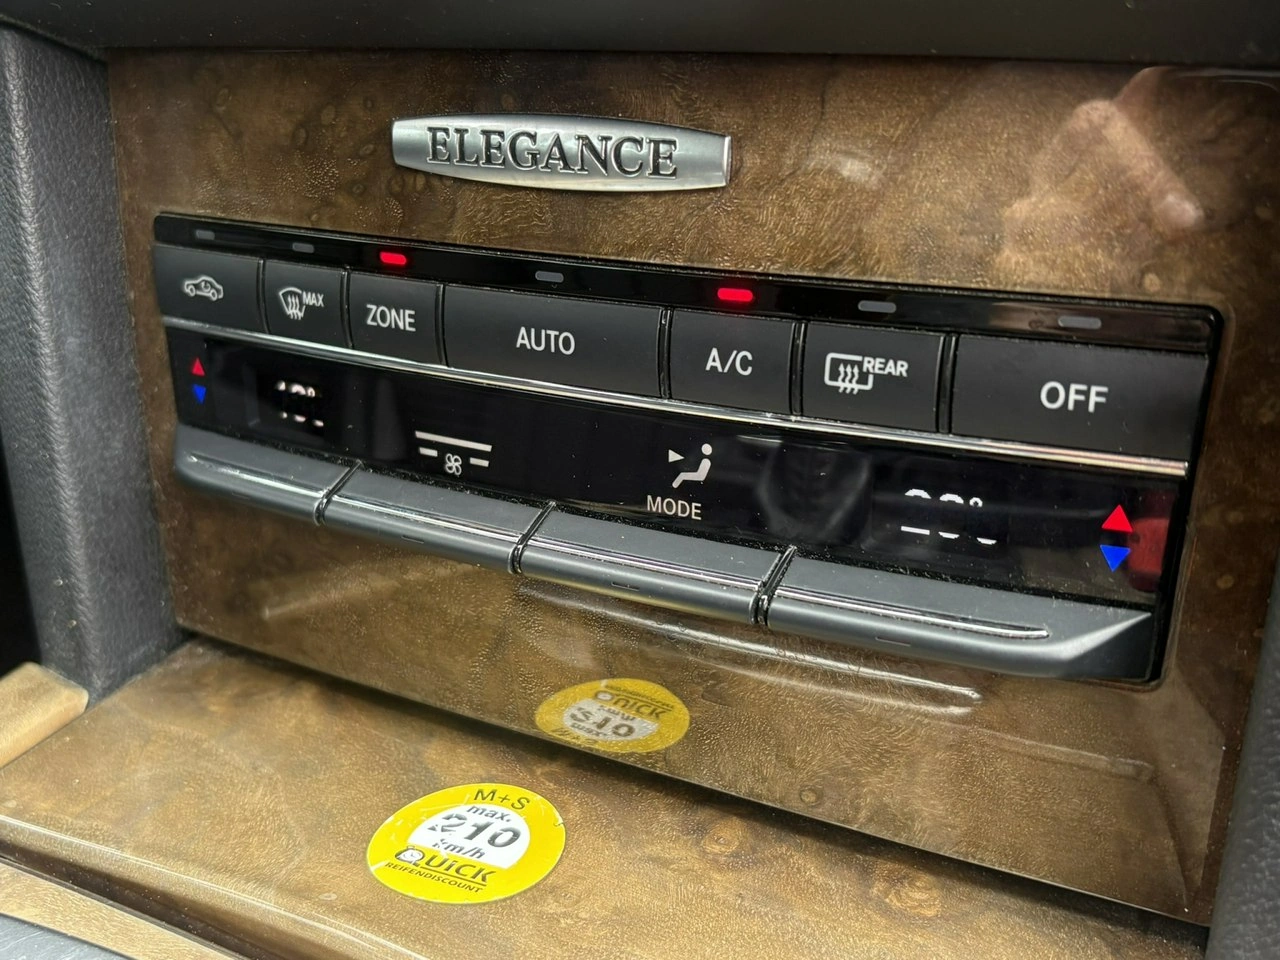 ELEGANCE
MAX
ZONE
AUTO
A/C
REAR
OFF
MODE
M+S
max.
210
km/h
QUICK
REIFENDISCOUNT